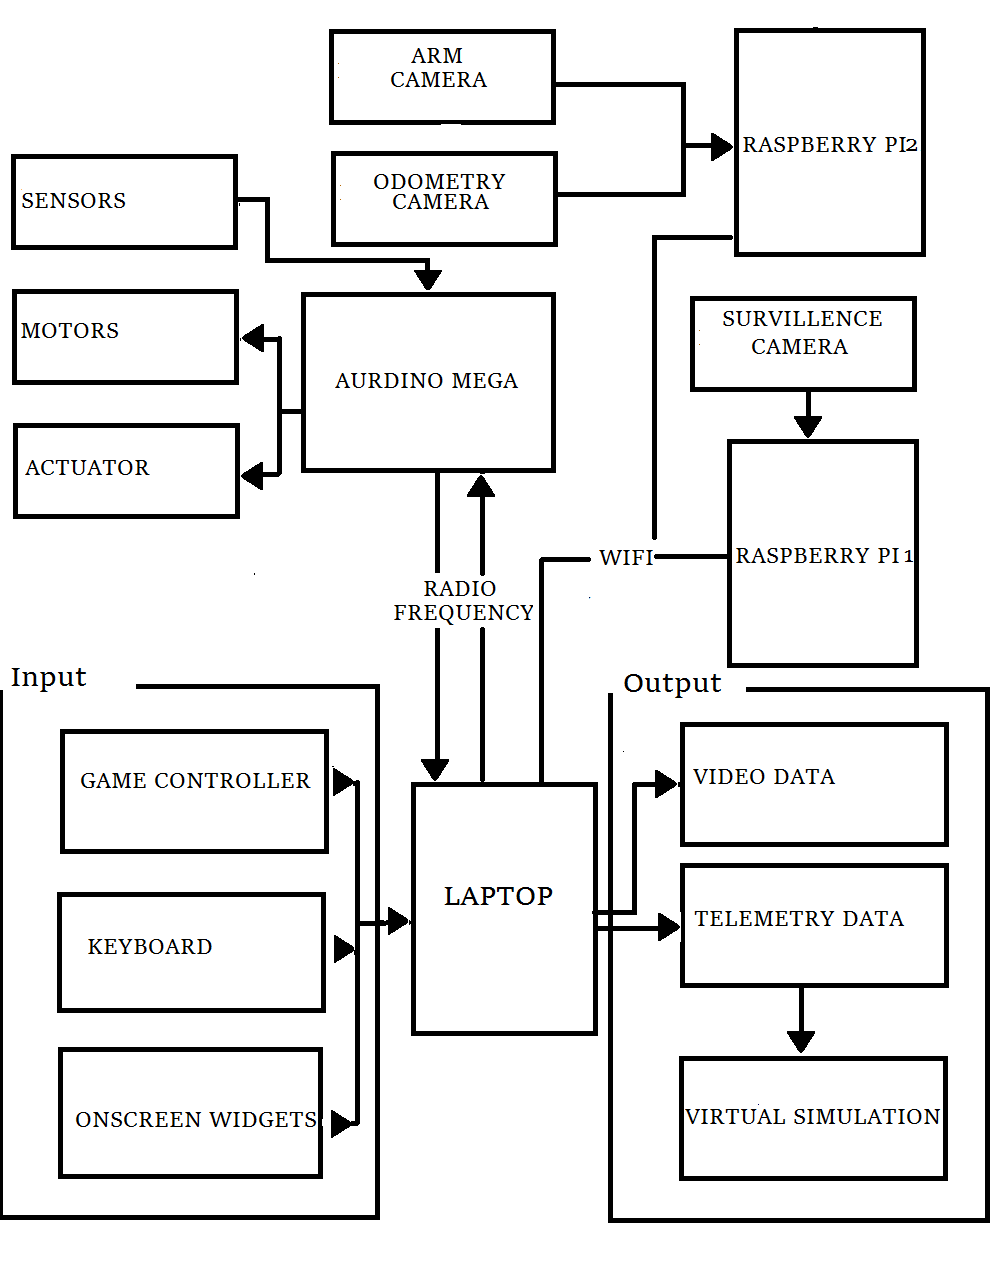 ARM
CAMERA
RASPBERRY PI2
ODOMETRY
CAMERA
SENSORS
MOTORS
AURDINO MEGA
SURVILLENCE
CAMERA
ACTUATOR
WIFI
RASPBERRY PI 1
RADIO
FREQUENCY
Input
Output
GAME CONTROLLER
VIDEO DATA
LAPTOP
TELEMETRY DATA
KEYBOARD
ONSCREEN WIDGETS
VIRTUAL SIMULATION